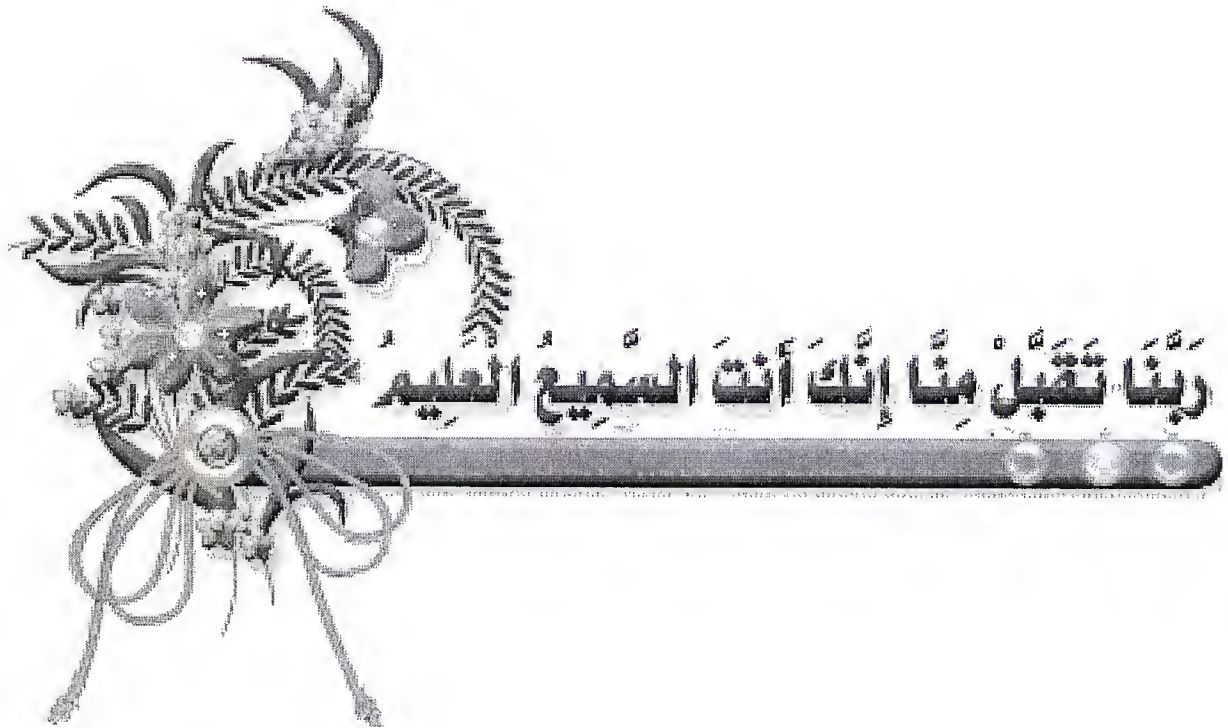 رَبَّنَا تَقَبَّلْ مِنَّا إِنَّكَ أَنْتَ السَّمِيعُ الْعَلِيمُ